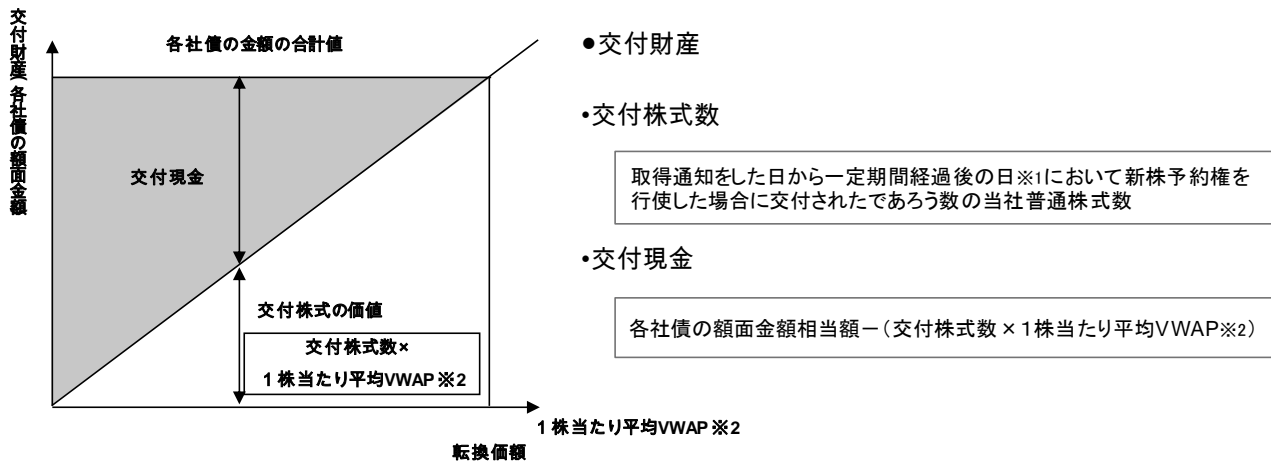 交付財産(各社債の額面金額)
各社債の金額の合計値
交付現金
交付株式の価値
交付株式数×
1株当たり平均VWAP※2
1株当たり平均VWAP※2
転換価額
●交付財産
•交付株式数
取得通知をした日から一定期間経過後の日※1において新株予約権を
行使した場合に交付されたであろう数の当社普通株式数
•交付現金
各社債の額面金額相当額－(交付株式数×1株当たり平均VWAP※2)